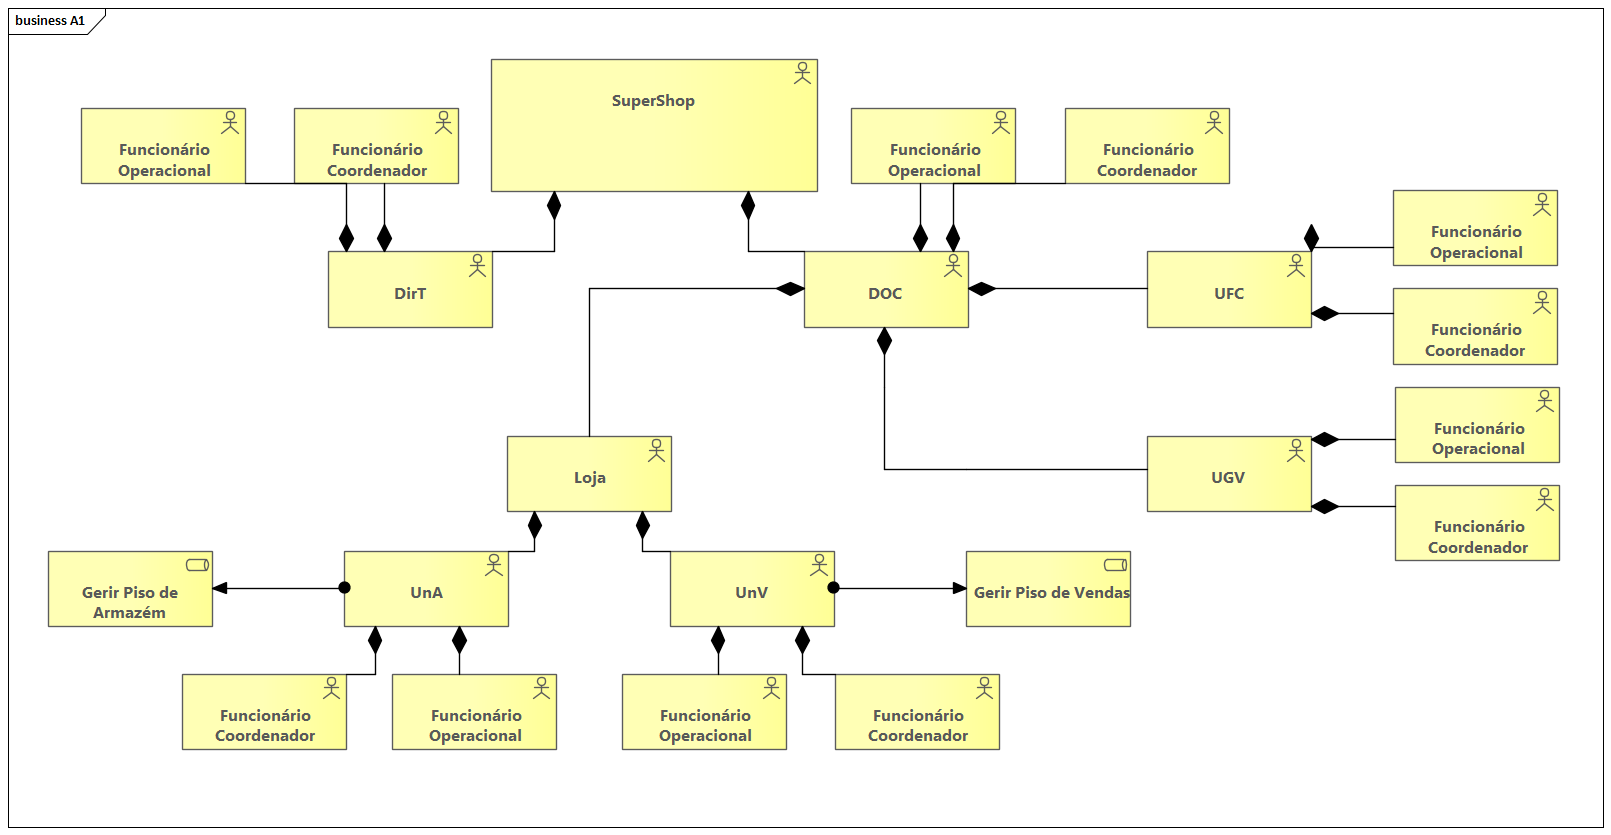 business A1
SuperShop
Funcionário
Operacional
Funcionário
Coordenador
Funcionário
Operacional
Funcionário
Coordenador
Funcionário
Operacional
DirT
DOC
UFC
Funcionário
Coordenador
Funcionário
Operacional
Loja
UGV
Funcionário
Coordenador
Gerir Piso de
Armazém
UnA
UnV
Gerir Piso de Vendas
Funcionário
Coordenador
Funcionário
Operacional
Funcionário
Operacional
Funcionário
Coordenador